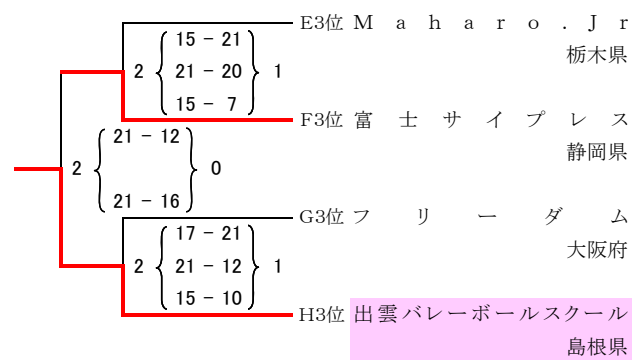 E3位 Maharo.Jr
栃木県
15 - 21
2 21 - 20 1
15 - 7
F3位 富士サイプレス
静岡県
21 - 12
2 0
21 - 16
G3位 フリーダム
大阪府
17 - 21
2 21 - 12 1
15 - 10
H3位 出雲バレーボールスクール
島根県